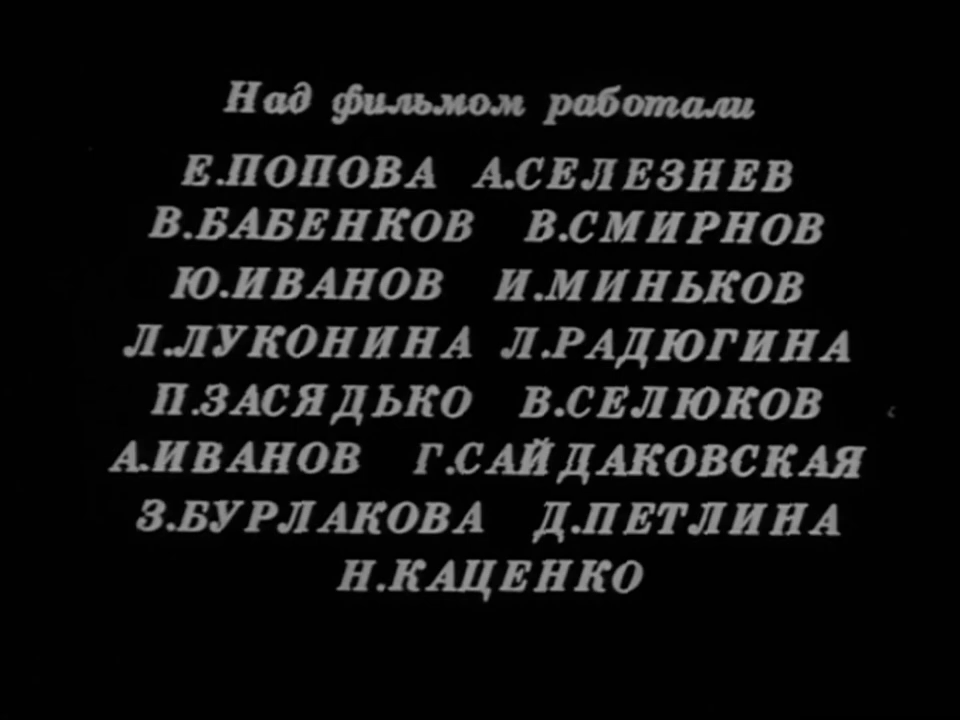 Над фильмом работали
Е.ПОПОВА А.СЕЛЕЗНЕВ
В.БАБЕНКОВ В.СМИРНОВ
Ю.ИВАНОВ И.МИНЬКОВ
Л.ЛУКОНИНА Л.РАДЮГИНА
П.ЗАСЯДЬКО В.СЕЛЮКОВ
А.ИВАНОВ Г.САЙДАКОВСКАЯ
З.БУРЛАКОВА Д.ПЕТЛИНА
Н.КАЦЕНКО